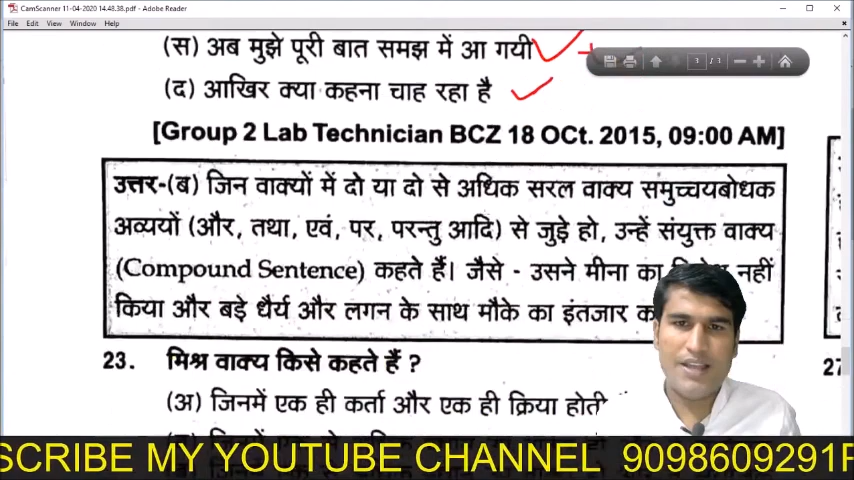 CamScanner 11-04-2020 14.48.38.pdf - Adobe Reader
File Edit View Window Help
(स) अब मुझे पूरी बात समझ में आ गयी
3 / 3
(द) आखिर क्या कहना चाह रहा है
[Group 2 Lab Technician BCZ 18 OCt. 2015, 09:00 AM]
उत्तर-(ब) जिन वाक्यों में दो या दो से अधिक सरल वाक्य समुच्चयबोधक
अव्ययों (और, तथा, एवं, पर, परन्तु आदि) से जुड़े हो, उन्हें संयुक्त वाक्य
(Compound Sentence) कहते हैं। जैसे - उसने मीना का नहीं
किया और बड़े धैर्य और लगन के साथ मौके का इंतजार
23. मिश्र वाक्य किसे कहते हैं ?
27
(अ) जिनमें एक ही कर्ता और एक ही क्रिया होती
SCRIBE MY YOUTUBE CHANNEL 9098609291F